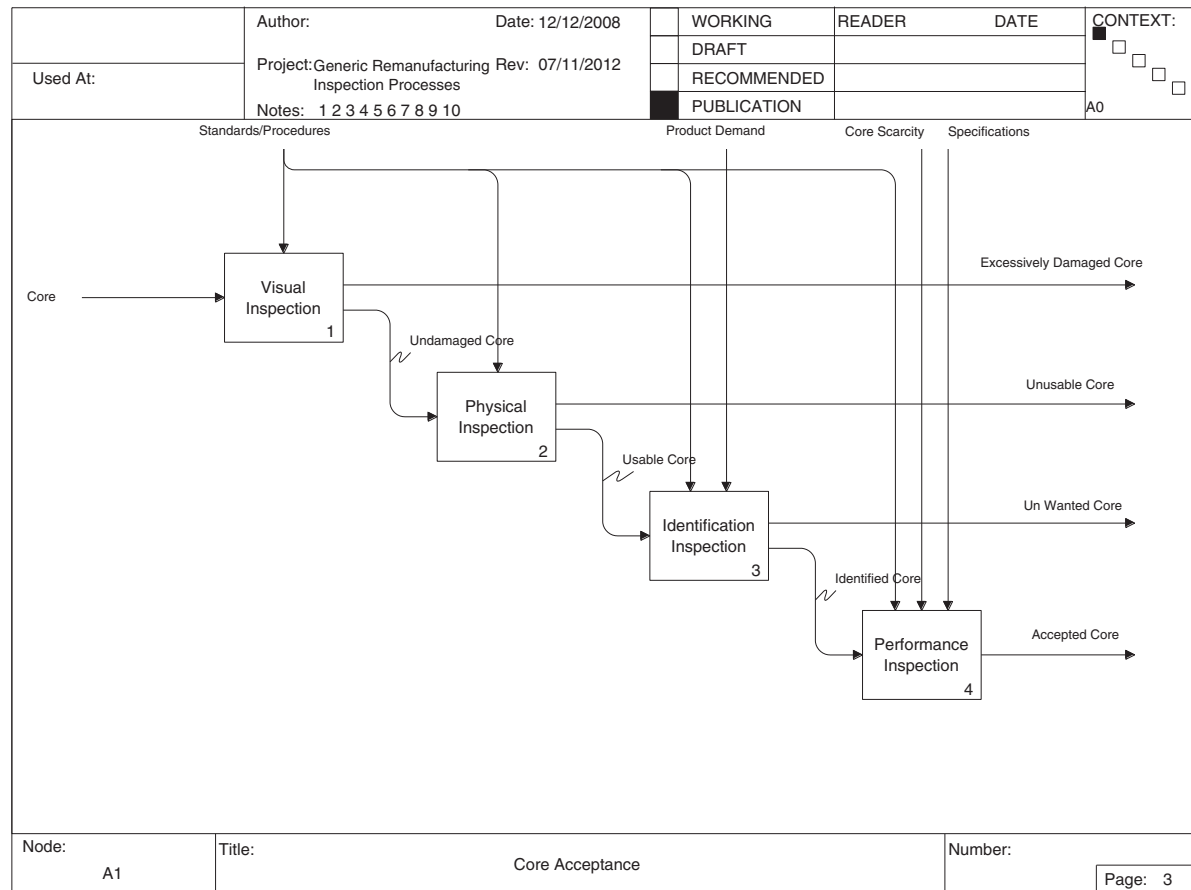 Used At:
Author:
Date: 12/12/2008
Project: Generic Remanufacturing
Inspection Processes
Rev: 07/11/2012
Notes: 1 2 3 4 5 6 7 8 9 10
WORKING
DRAFT
RECOMMENDED
PUBLICATION
READER DATE
CONTEXT:
A0
Standards/Procedures
Product Demand
Core Scarcity
Specifications
Core
Visual
Inspection
1
Excessively Damaged Core
Undamaged Core
Physical
Inspection
2
Unusable Core
Usable Core
Identification
Inspection
3
Un Wanted Core
Identified Core
Performance
Inspection
4
Accepted Core
Node:
A1
Title:
Core Acceptance
Number:
Page: 3